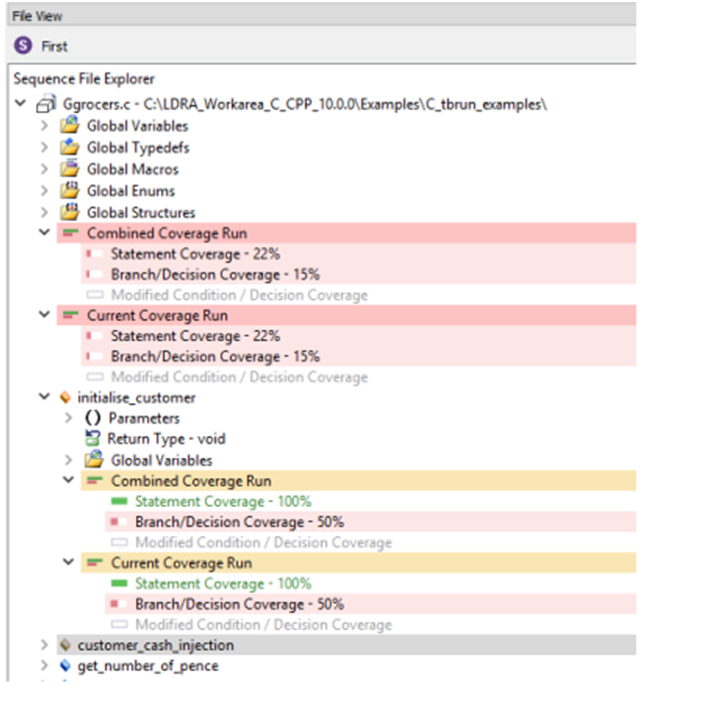 File View
S First
Sequence File Explorer
Ggrocers.c - C:\LDRA_Workarea_C_CPP_10.0.0\Examples\C_tbrun_examples\
Global Variables
Global Typedefs
Global Macros
Global Enums
Global Structures
Combined Coverage Run
Statement Coverage - 22%
Branch/Decision Coverage - 15%
Modified Condition / Decision Coverage
Current Coverage Run
Statement Coverage - 22%
Branch/Decision Coverage - 15%
Modified Condition / Decision Coverage
initialise_customer
() Parameters
Return Type - void
Global Variables
Combined Coverage Run
Statement Coverage - 100%
Branch/Decision Coverage - 50%
Modified Condition / Decision Coverage
Current Coverage Run
Statement Coverage - 100%
Branch/Decision Coverage - 50%
Modified Condition / Decision Coverage
customer_cash_injection
get_number_of_pence